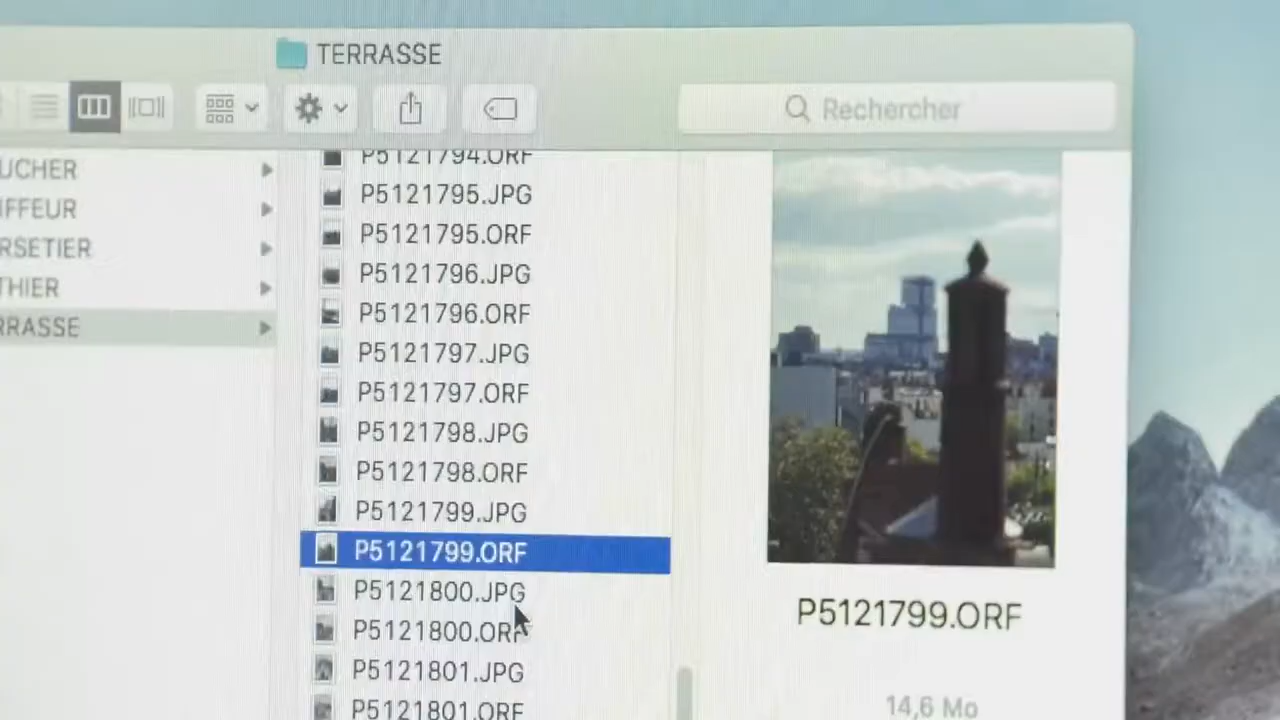 TERRASSE
Rechercher
UCHER
IFFEUR
RSETIER
THIER
RRASSE
P5121794.ORF
P5121795.JPG
P5121795.ORF
P5121796.JPG
P5121796.ORF
P5121797.JPG
P5121797.ORF
P5121798.JPG
P5121798.ORF
P5121799.JPG
P5121799.ORF
P5121800.JPG
P5121800.ORF
P5121801.JPG
P5121801.ORF
P5121799.ORF
14,6 Mo